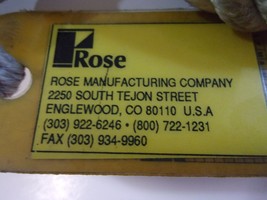 Rose
ROSE MANUFACTURING COMPANY
2250 SOUTH TEJON STREET
ENGLEWOOD, CO 80110 U.S.A
(303) 922-6246 • (800) 722-1231
FAX (303) 934-9960